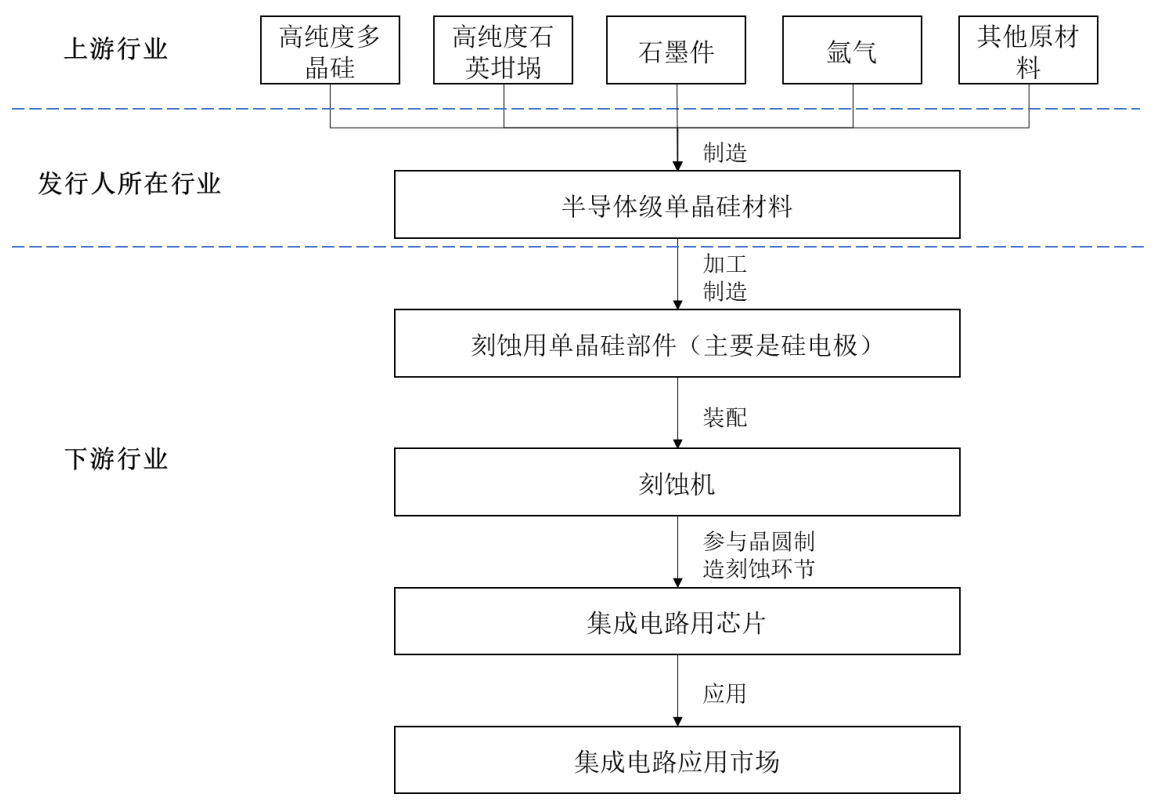 上游行业
高纯度多
晶硅
高纯度石
英坩埚
石墨件
氩气
其他原材
料
制造
发行人所在行业
半导体级单晶硅材料
加工
制造
刻蚀用单晶硅部件（主要是硅电极）
装配
下游行业
刻蚀机
参与晶圆制
造刻蚀环节
集成电路用芯片
应用
集成电路应用市场